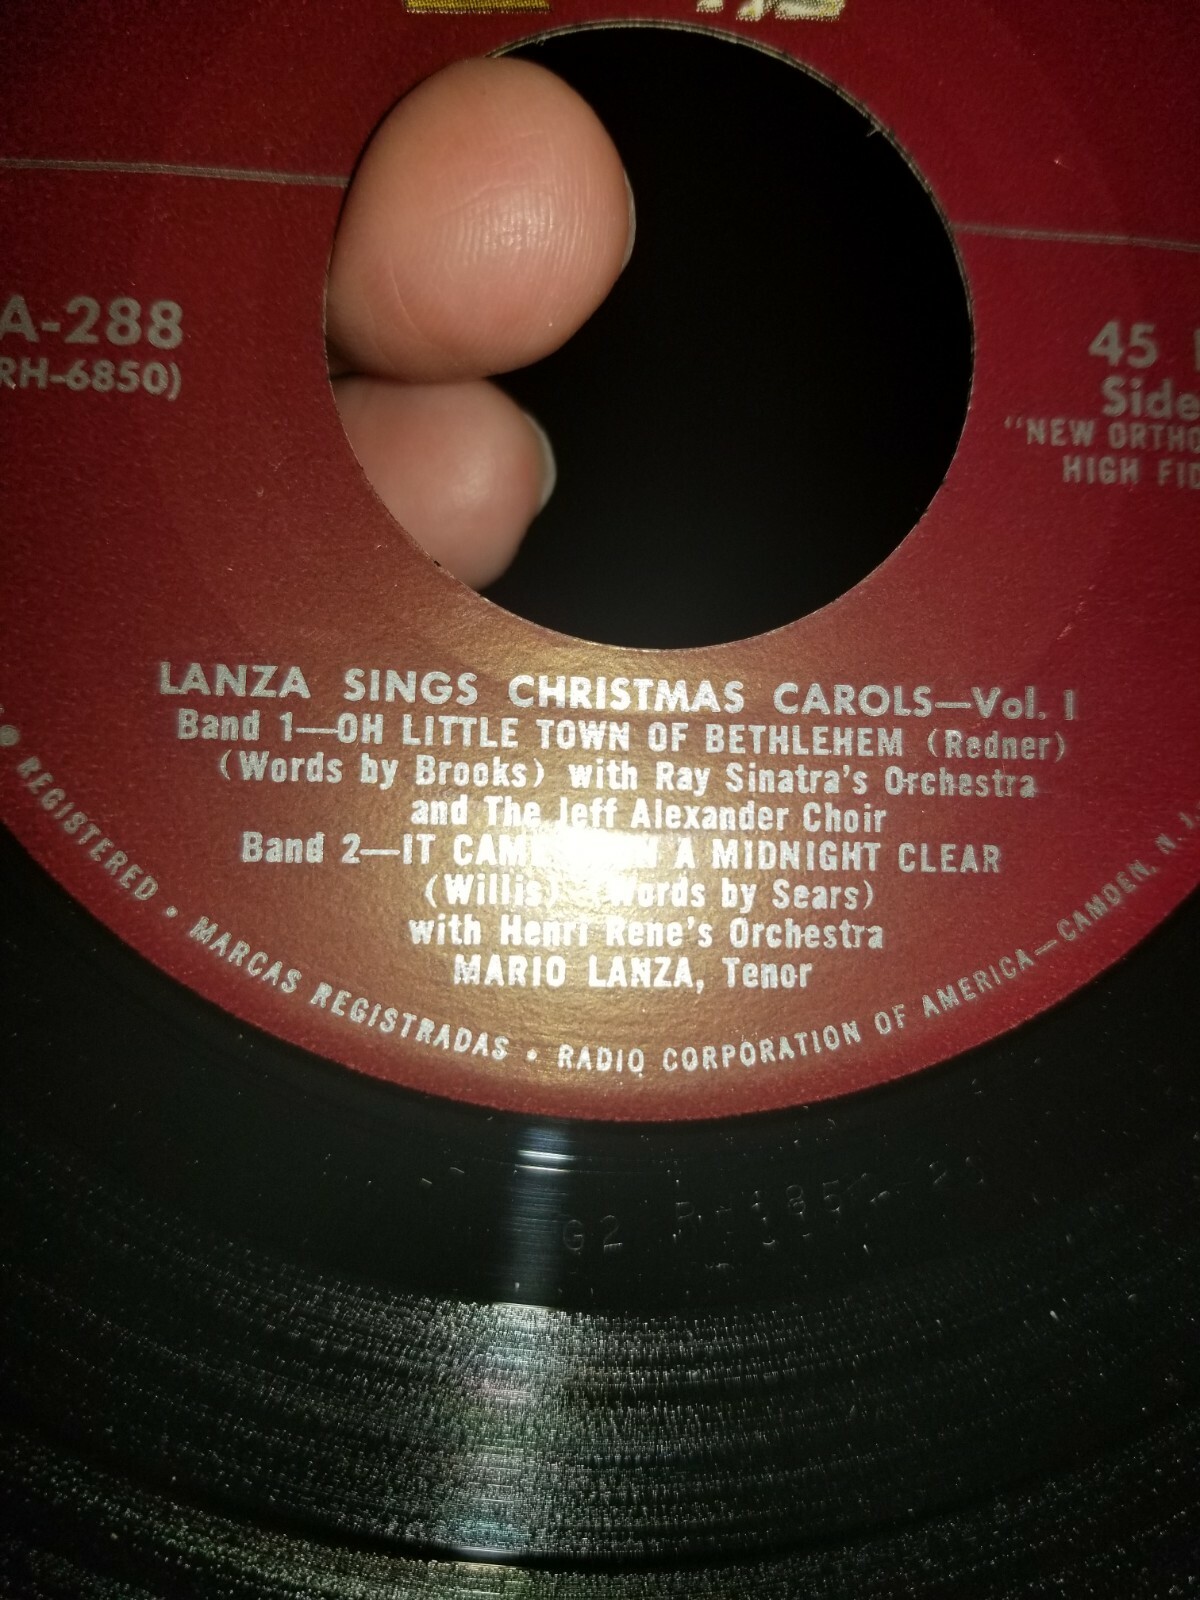 A-288
RH-6850)
45
Side
"NEW ORTHO
HIGH FID
LANZA SINGS CHRISTMAS CAROLS—Vol. I
Band 1—OH LITTLE TOWN OF BETHLEHEM (Redner)
(Words by Brooks) with Ray Sinatra's Orchestra
and The Jeff Alexander Choir
Band 2—IT CAME A MIDNIGHT CLEAR
(Willis) Words by Sears)
with Henri Rene's Orchestra
MARIO LANZA, Tenor
® REGISTERED • MARCAS REGISTRADAS • RADIO CORPORATION OF AMERICA—CAMDEN, N. J.
G2